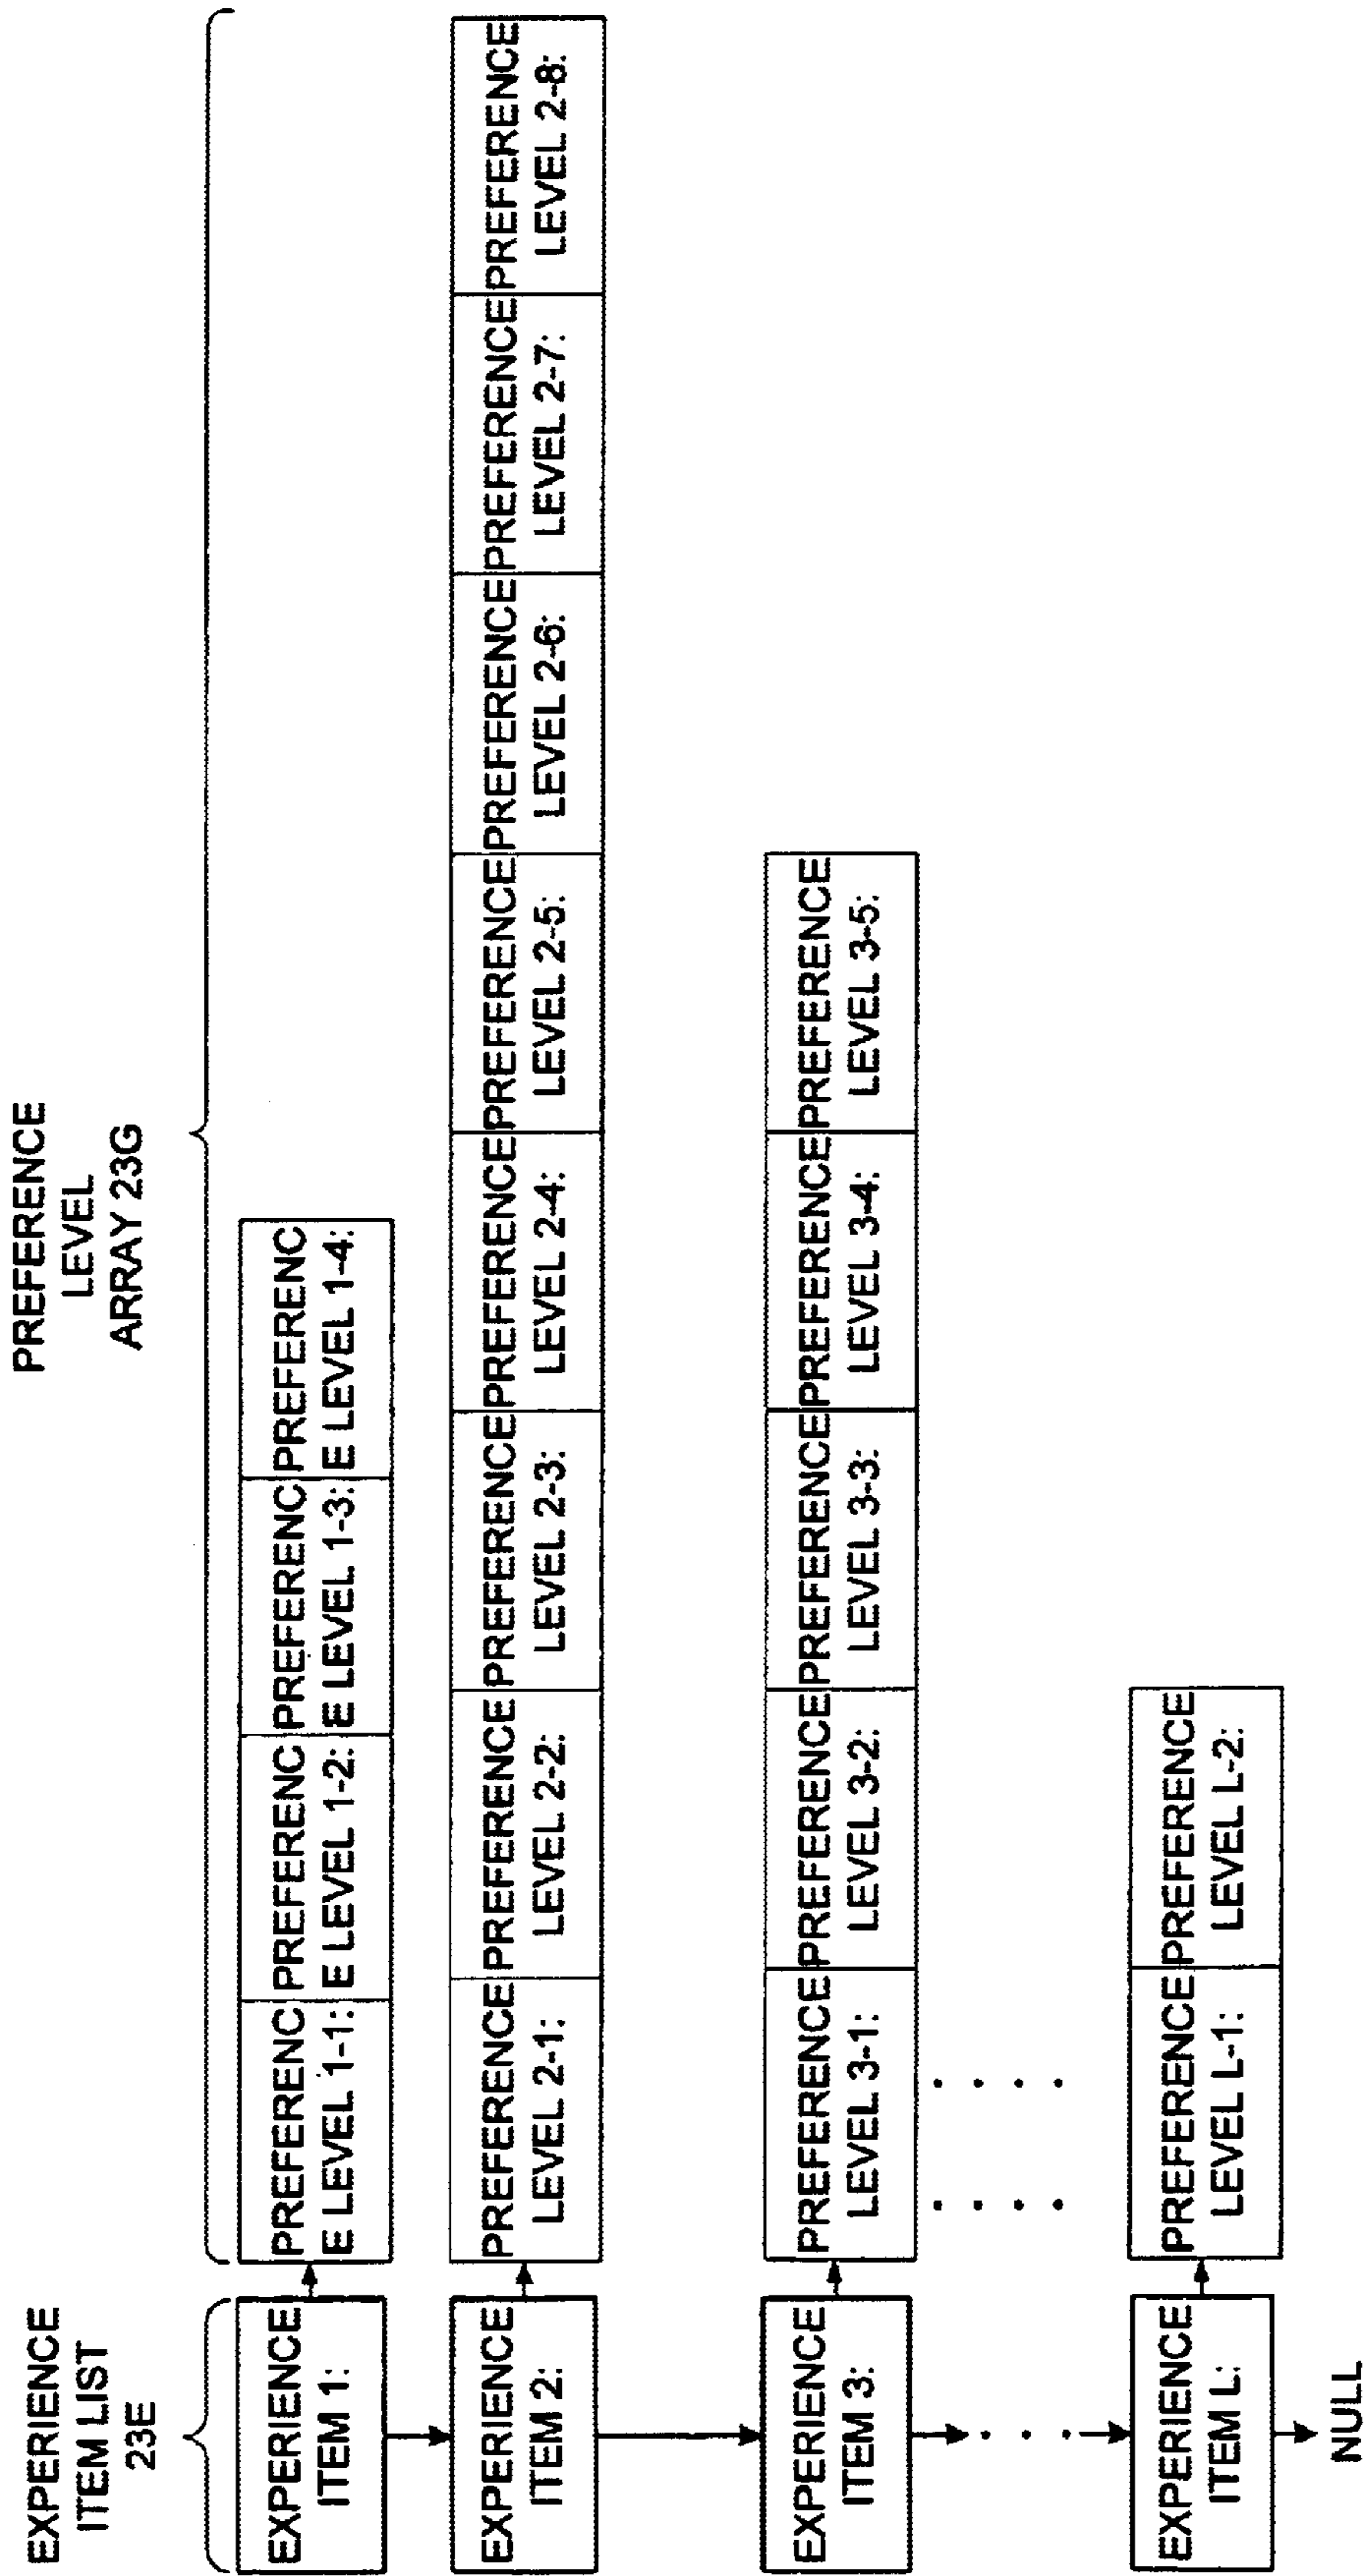 EXPERIENCE
ITEM LIST
23E
PREFERENCE
LEVEL
ARRAY 23G
EXPERIENCE
ITEM 1:
PREFERENC
E LEVEL 1-1:
PREFERENC
E LEVEL 1-2:
PREFERENC
E LEVEL 1-3:
PREFERENC
E LEVEL 1-4:
EXPERIENCE
ITEM 2:
PREFERENCE
LEVEL 2-1:
PREFERENCE
LEVEL 2-2:
PREFERENCE
LEVEL 2-3:
PREFERENCE
LEVEL 2-4:
PREFERENCE
LEVEL 2-5:
PREFERENCE
LEVEL 2-6:
PREFERENCE
LEVEL 2-7:
PREFERENCE
LEVEL 2-8:
EXPERIENCE
ITEM 3:
PREFERENCE
LEVEL 3-1:
PREFERENCE
LEVEL 3-2:
PREFERENCE
LEVEL 3-3:
PREFERENCE
LEVEL 3-4:
PREFERENCE
LEVEL 3-5:
EXPERIENCE
ITEM L:
PREFERENCE
LEVEL L-1:
PREFERENCE
LEVEL L-2:
NULL